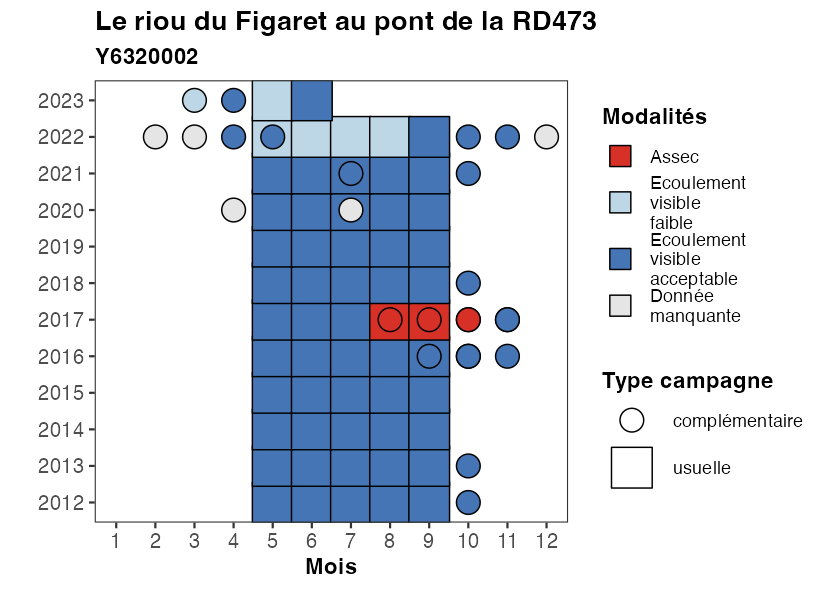 Le riou du Figaret au pont de la RD473
Y6320002
2023
2022
2021
2020
2019
2018
2017
2016
2015
2014
2013
2012
1 2 3 4 5 6 7 8 9 10 11 12
Mois
Modalités
Assec
Ecoulement
visible
faible
Ecoulement
visible
acceptable
Donnée
manquante
Type campagne
complémentaire
usuelle